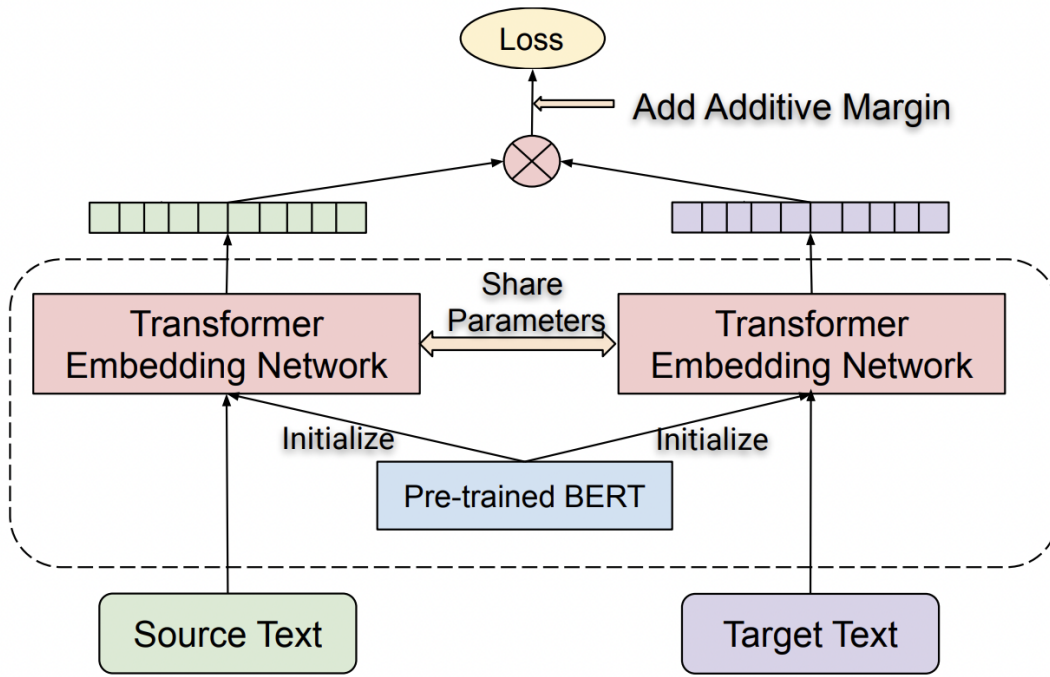 Loss
Add Additive Margin
Share
Parameters
Transformer
Embedding Network
Transformer
Embedding Network
Initialize
Initialize
Pre-trained BERT
Source Text
Target Text